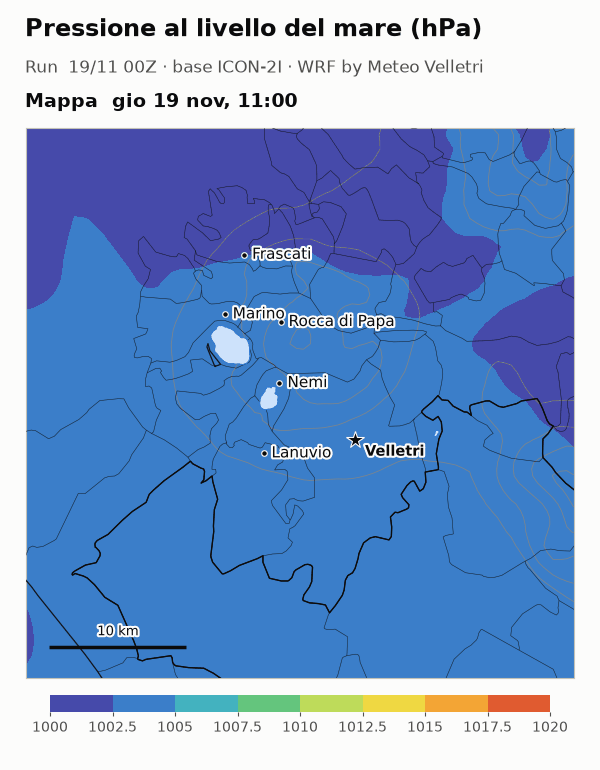 Pressione al livello del mare (hPa)
Run  19/11 00Z · base ICON-2I · WRF by Meteo Velletri
Mappa  gio 19 nov, 11:00
Frascati
Marino
Rocca di Papa
Nemi
Velletri
Lanuvio
10 km
1000 1002.5 1005 1007.5 1010 1012.5 1015 1017.5 1020